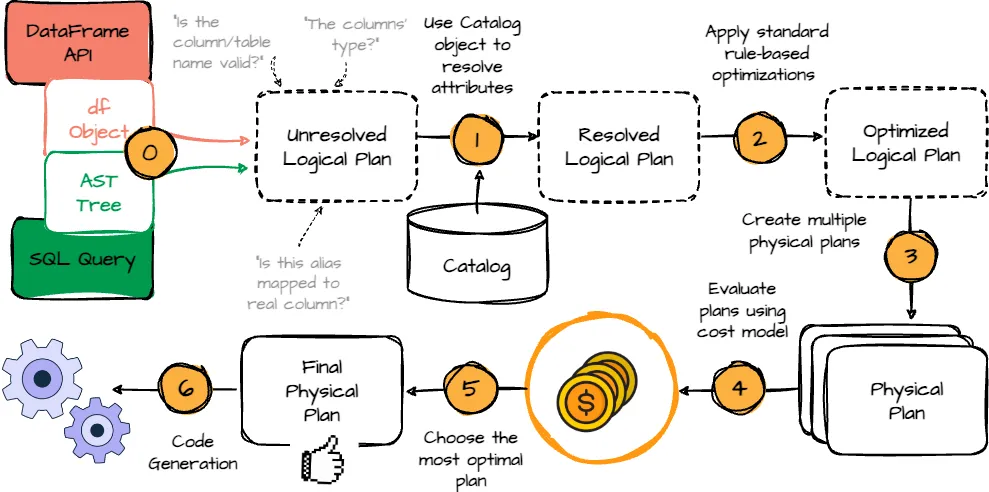 DataFrame
API
df
Object
0
AST
Tree
SQL Query
"Is the
column/table
name valid?"
"The columns'
type?"
Unresolved
Logical Plan
"Is this alias
mapped to
real column?"
Use Catalog
object to
resolve
attributes
1
Catalog
Resolved
Logical Plan
Apply standard
rule-based
optimizations
2
Optimized
Logical Plan
Create multiple
physical plans
3
Physical
Plan
Evaluate
plans using
cost model
4
$
5
Choose the
most optimal
plan
Final
Physical
Plan
6
Code
Generation